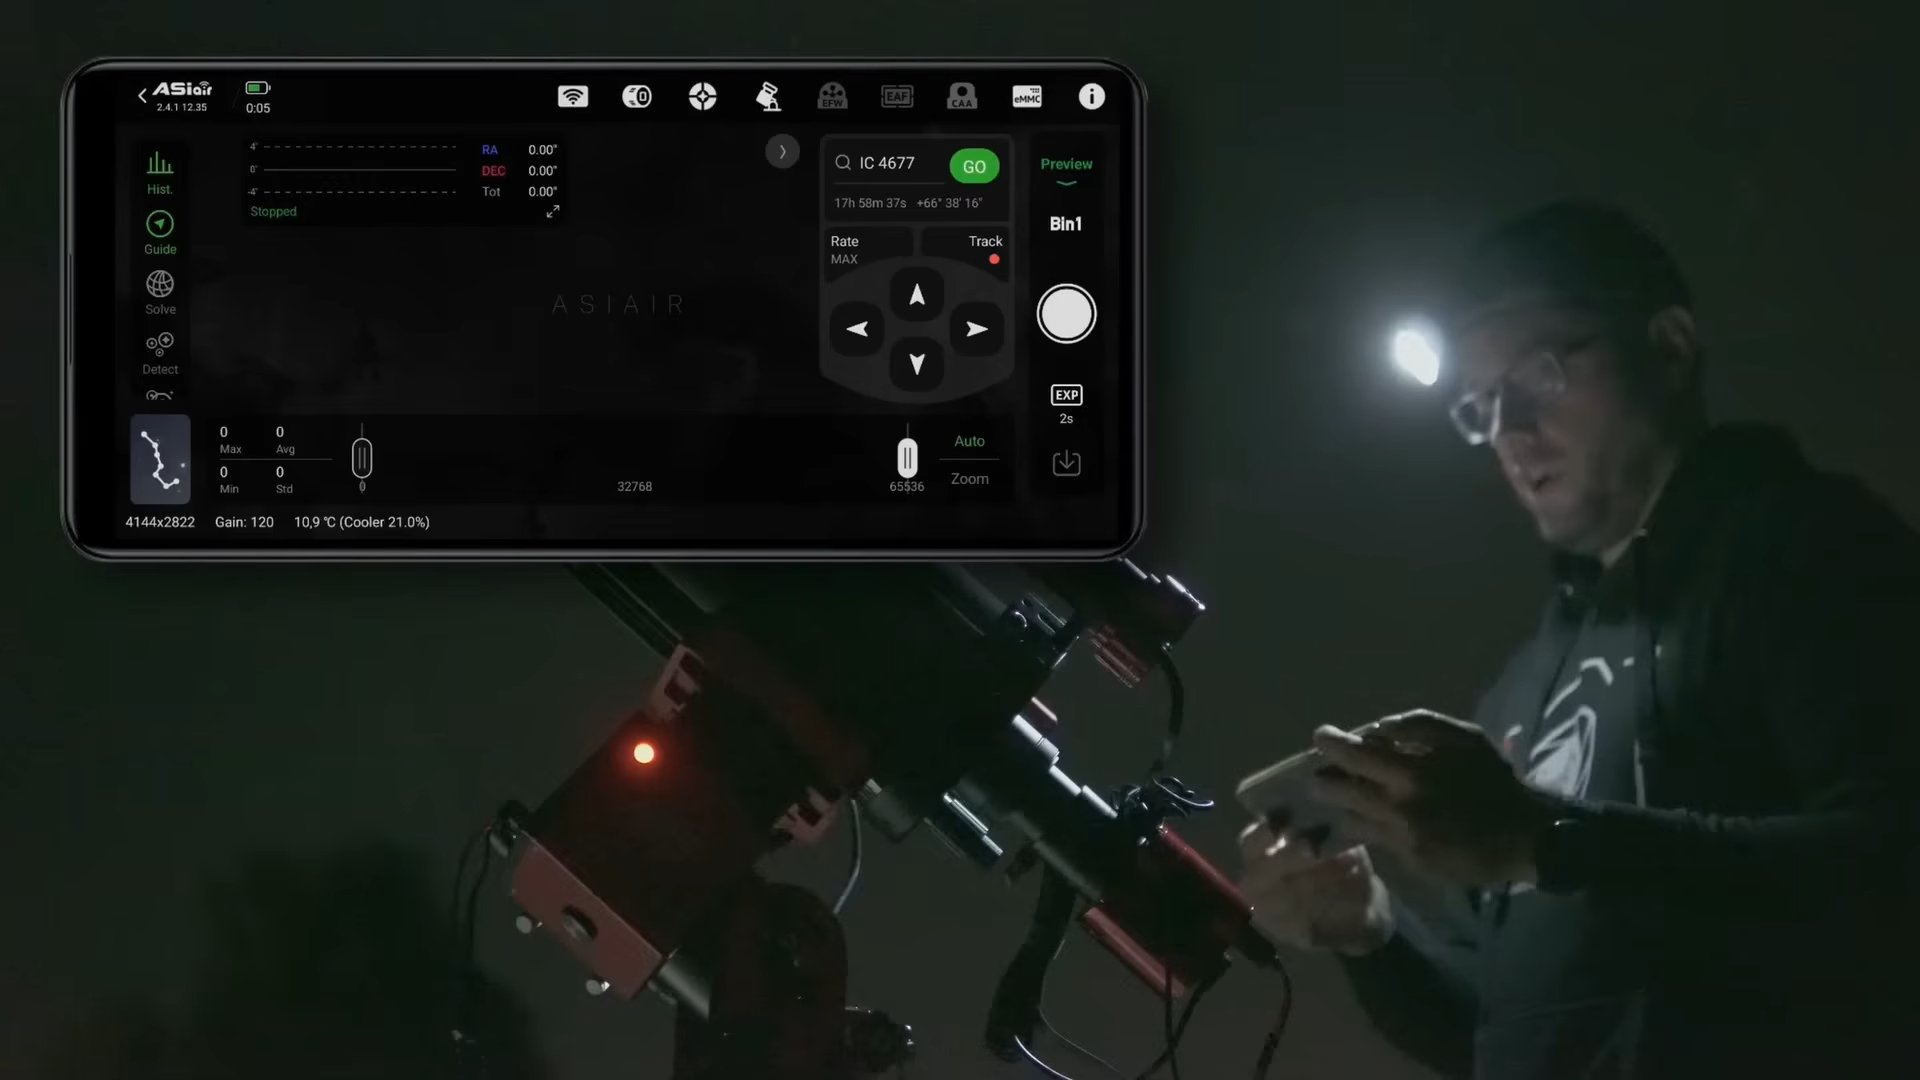 ASiair
2.4.1 12.35
0:05
EFW
EAF
CAA
eMMC
Hist.
Guide
Solve
Detect
4"
0"
-4"
RA 0.00"
DEC 0.00"
Tot 0.00"
Stopped
ASIAIR
IC 4677
GO
17h 58m 37s +66° 38' 16"
Rate
MAX
Track
Preview
Bin1
EXP
2s
0 0
Max Avg
0 0
Min Std
0
32768
65536
Auto
Zoom
4144x2822 Gain: 120 10,9 ℃ (Cooler 21.0%)